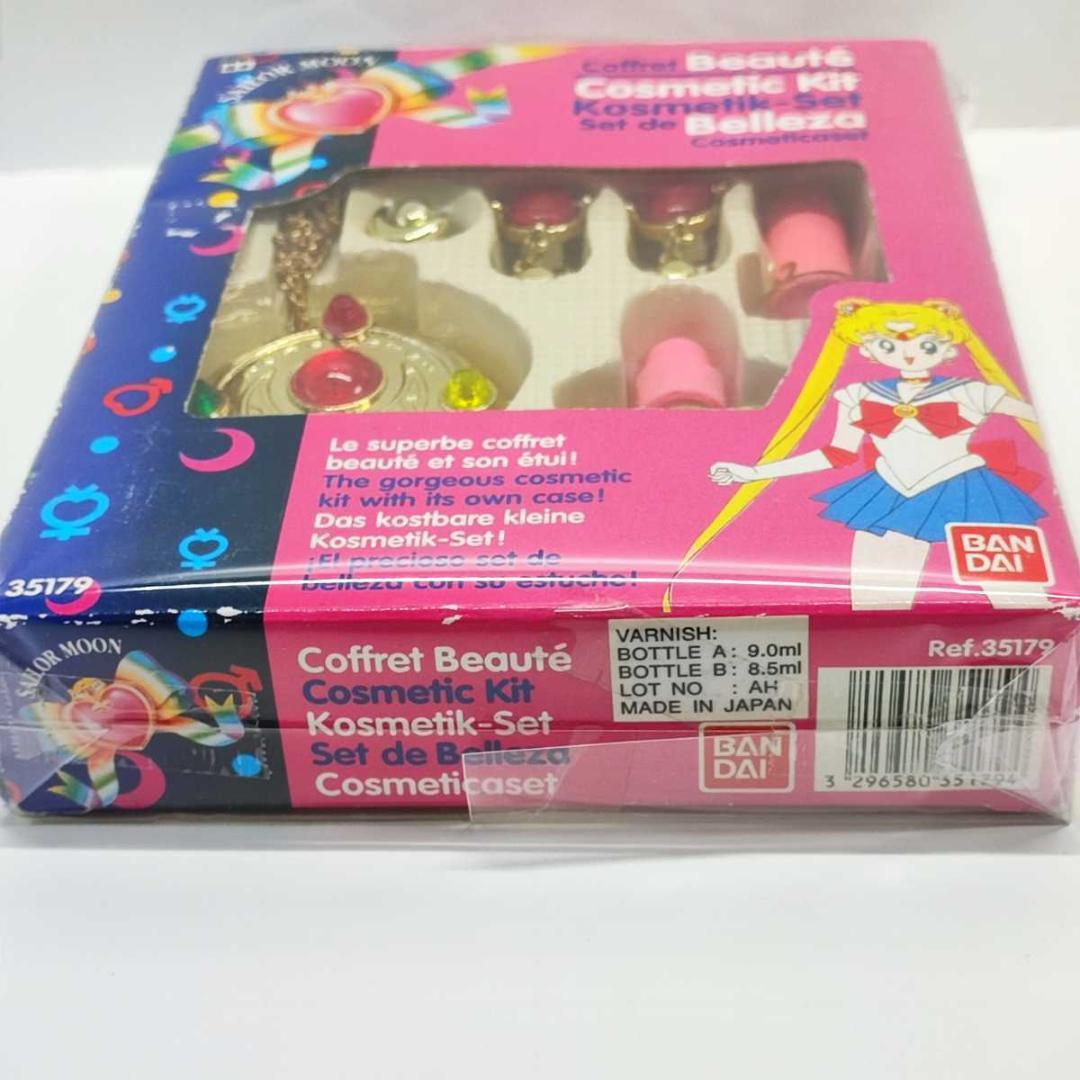 SAILOR MOON
Coffret Beauté
Cosmetic Kit
Kosmetik-Set
Set de Belleza
Cosmeticaset
Le superbe coffret
beauté et son étui!
The gorgeous cosmetic
kit with its own case!
Das kostbare kleine
Kosmetik-Set!
¡El precioso set de
belleza con su estuche!
35179
BAN
DAI
SAILOR MOON
Coffret Beauté
Cosmetic Kit
Kosmetik-Set
Set de Belleza
Cosmeticaset
VARNISH:
BOTTLE A: 9.0ml
BOTTLE B: 8.5ml
LOT NO : AH
MADE IN JAPAN
BAN
DAI
Ref.35179
3 296580 351794